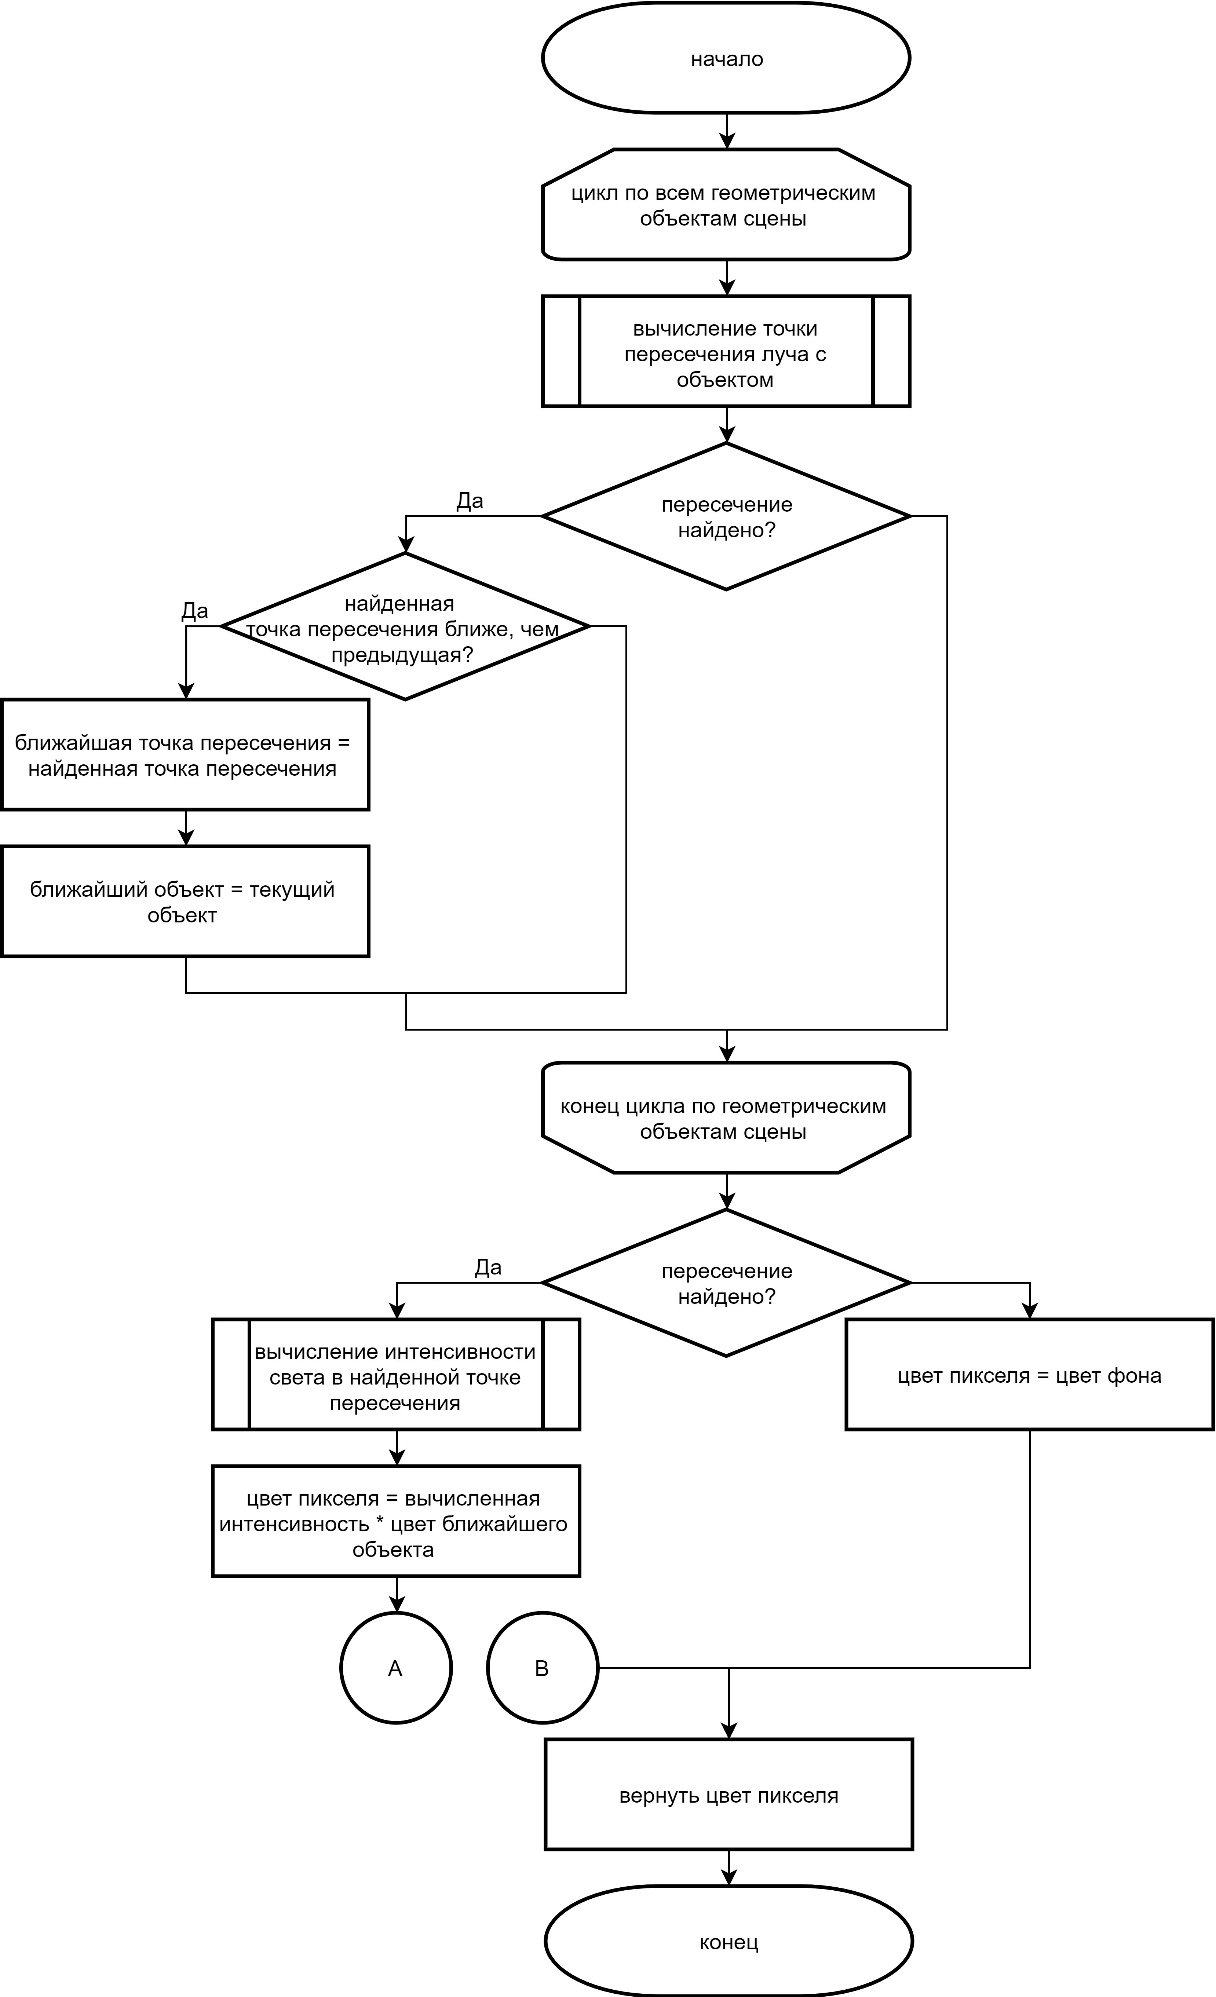 начало
цикл по всем геометрическим
объектам сцены
вычисление точки
пересечения луча с
объектом
Да
пересечение
найдено?
Да
найденная
точка пересечения ближе, чем
предыдущая?
ближайшая точка пересечения =
найденная точка пересечения
ближайший объект = текущий
объект
конец цикла по геометрическим
объектам сцены
Да
пересечение
найдено?
вычисление интенсивности
света в найденной точке
пересечения
цвет пикселя = цвет фона
цвет пикселя = вычисленная
интенсивность * цвет ближайшего
объекта
A
B
вернуть цвет пикселя
конец